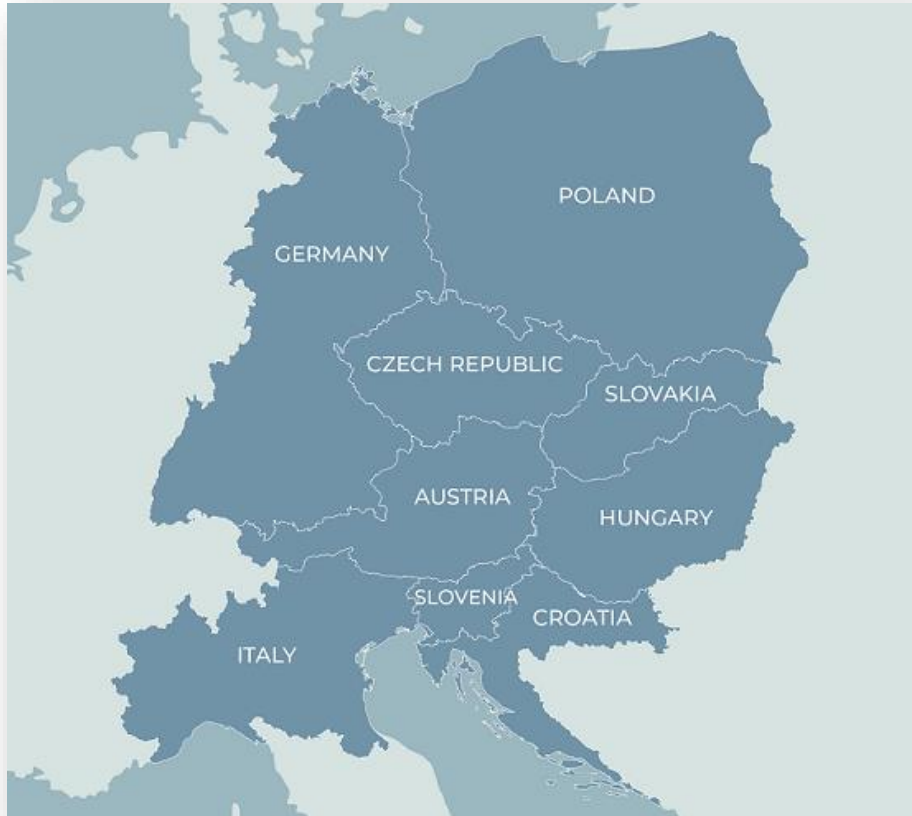 POLAND
GERMANY
CZECH REPUBLIC
SLOVAKIA
AUSTRIA
HUNGARY
SLOVENIA
CROATIA
ITALY